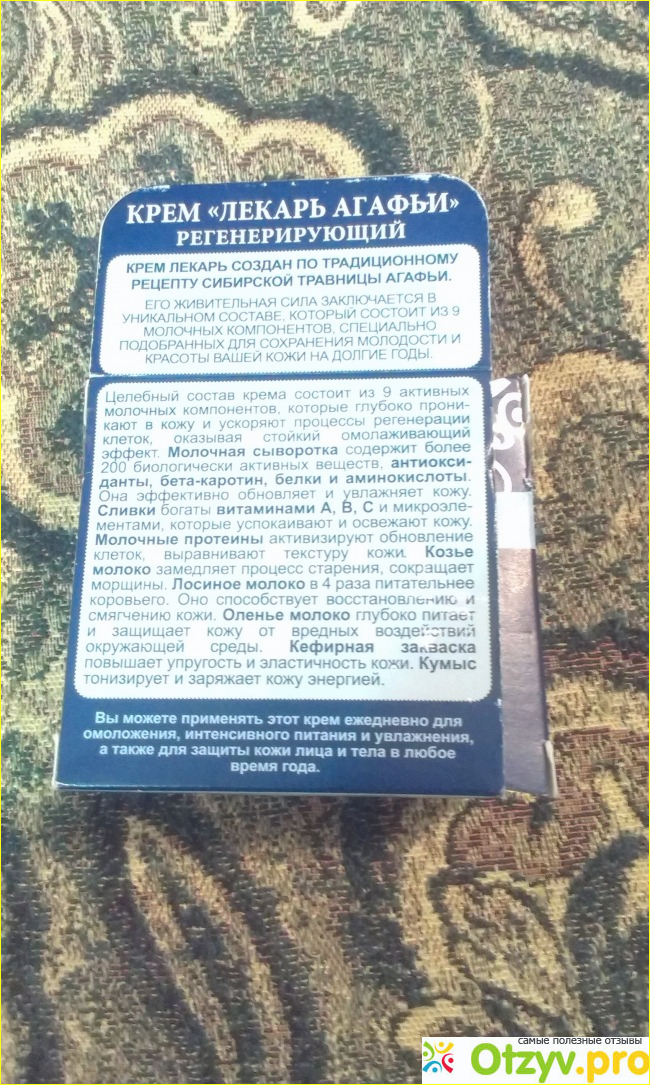 КРЕМ «ЛЕКАРЬ АГАФЬИ»
РЕГЕНЕРИРУЮЩИЙ
КРЕМ ЛЕКАРЬ СОЗДАН ПО ТРАДИЦИОННОМУ
РЕЦЕПТУ СИБИРСКОЙ ТРАВНИЦЫ АГАФЬИ.
ЕГО ЖИВИТЕЛЬНАЯ СИЛА ЗАКЛЮЧАЕТСЯ В
УНИКАЛЬНОМ СОСТАВЕ, КОТОРЫЙ СОСТОИТ ИЗ 9
МОЛОЧНЫХ КОМПОНЕНТОВ, СПЕЦИАЛЬНО
ПОДОБРАННЫХ ДЛЯ СОХРАНЕНИЯ МОЛОДОСТИ И
КРАСОТЫ ВАШЕЙ КОЖИ НА ДОЛГИЕ ГОДЫ.
Целебный состав крема состоит из 9 активных
молочных компонентов, которые глубоко прони-
кают в кожу и ускоряют процессы регенерации
клеток, оказывая стойкий омолаживающий
эффект. Молочная сыворотка содержит более
200 биологически активных веществ, антиокси-
данты, бета-каротин, белки и аминокислоты.
Она эффективно обновляет и увлажняет кожу.
Сливки богаты витаминами А, В, С и микроэле-
ментами, которые успокаивают и освежают кожу.
Молочные протеины активизируют обновление
клеток, выравнивают текстуру кожи. Козье
молоко замедляет процесс старения, сокращает
морщины. Лосиное молоко в 4 раза питательнее
коровьего. Оно способствует восстановлению и
смягчению кожи. Оленье молоко глубоко питает
и защищает кожу от вредных воздействий
окружающей среды. Кефирная закваска
повышает упругость и эластичность кожи. Кумыс
тонизирует и заряжает кожу энергией.
Вы можете применять этот крем ежедневно для
омоложения, интенсивного питания и увлажнения,
а также для защиты кожи лица и тела в любое
время года.
самые полезные отзывы
Otzyv.pro